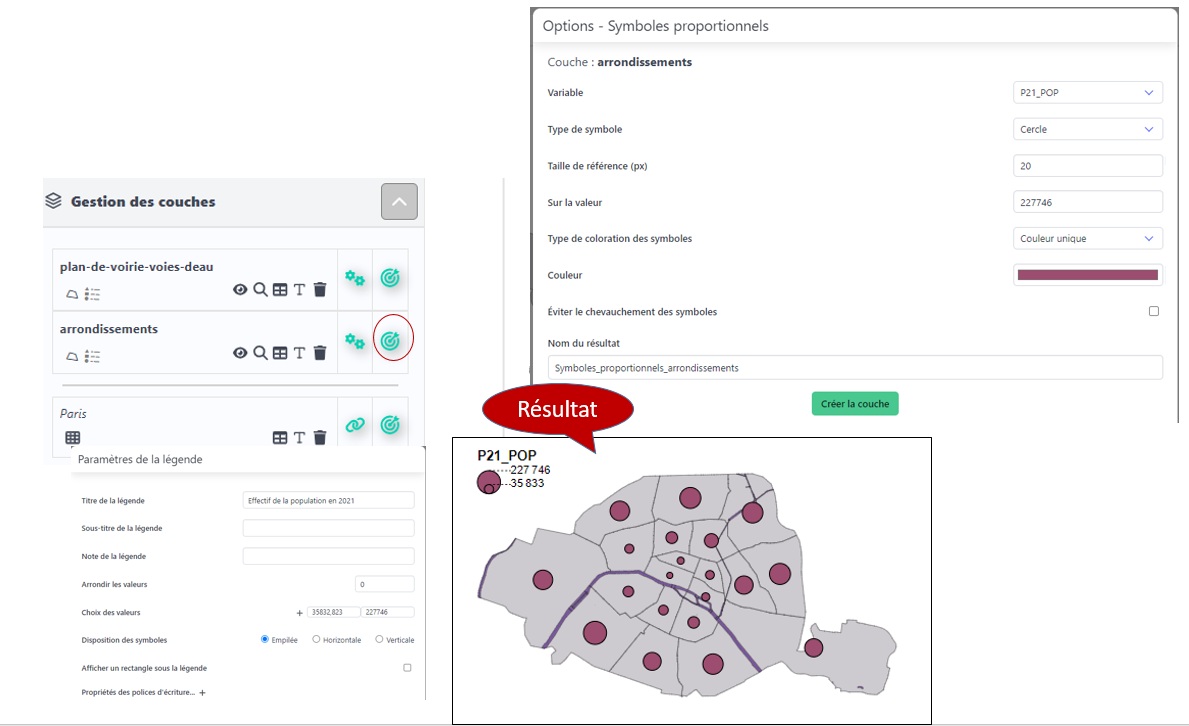 Options - Symboles proportionnels
Couche : arrondissements
Variable
P21_POP
Type de symbole
Cercle
Taille de référence (px)
20
Sur la valeur
227746
Type de coloration des symboles
Couleur unique
Couleur
Éviter le chevauchement des symboles
Nom du résultat
Symboles_proportionnels_arrondissements
Créer la couche
Gestion des couches
plan-de-voirie-voies-deau
arrondissements
Paris
Paramètres de la légende
Titre de la légende
Effectif de la population en 2021
Sous-titre de la légende
Note de la légende
Arrondir les valeurs
0
Choix des valeurs
+ 35832,823 227746
Disposition des symboles
Empilée Horizontale Verticale
Afficher un rectangle sous la légende
Propriétés des polices d'écriture... +
Résultat
P21_POP
227 746
35 833